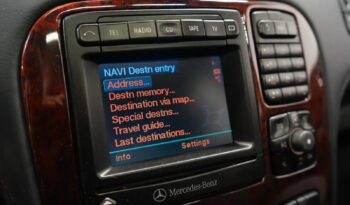 TEL RADIO TAPE TV
NAVI Destn entry
Address...
Destn memory...
Destination via map...
Special destns...
Travel guide...
Last destinations...
Info Settings
Mercedes-Benz